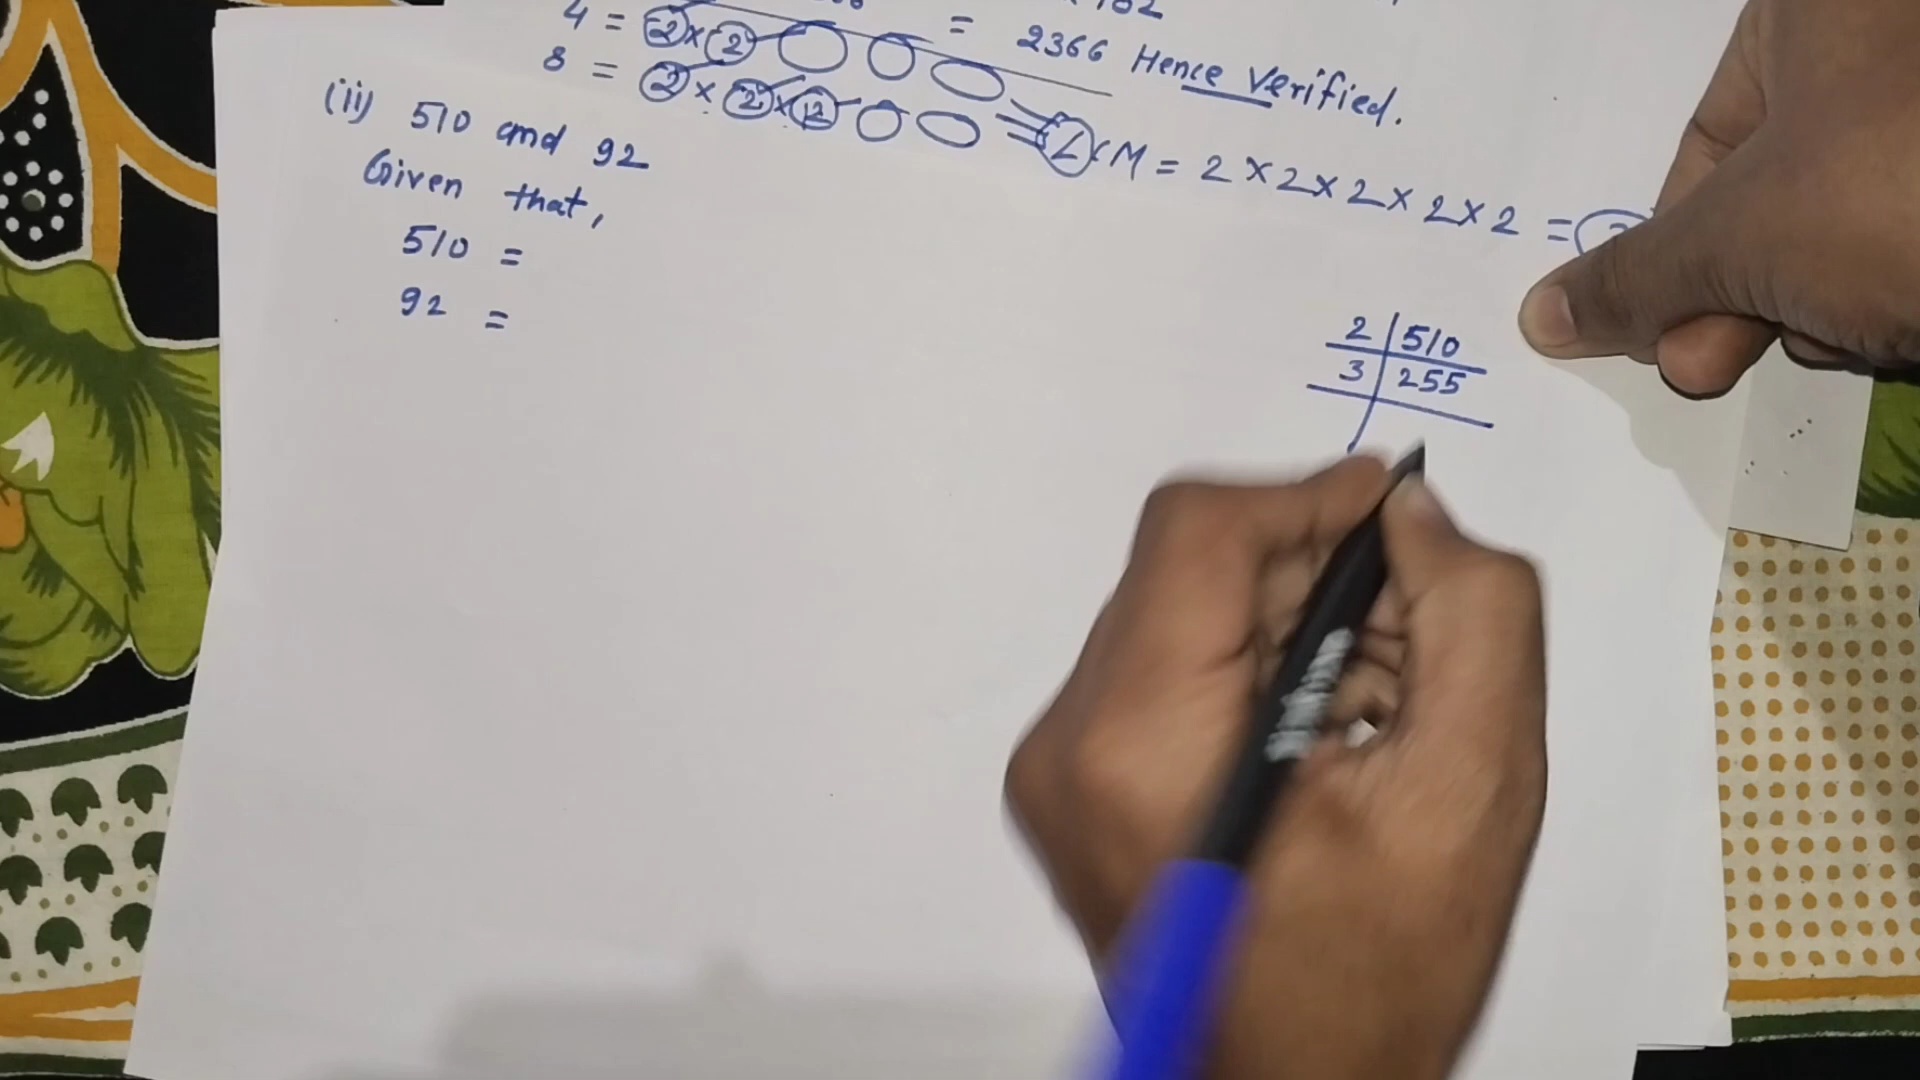 = 2366 Hence Verified.
4 = 2 × 2
8 = 2 × 2 ×
LCM = 2 × 2 × 2 × 2 × 2 =
(ii) 510 and 92
Given that,
510 =
92 =
2 | 510
3 | 255